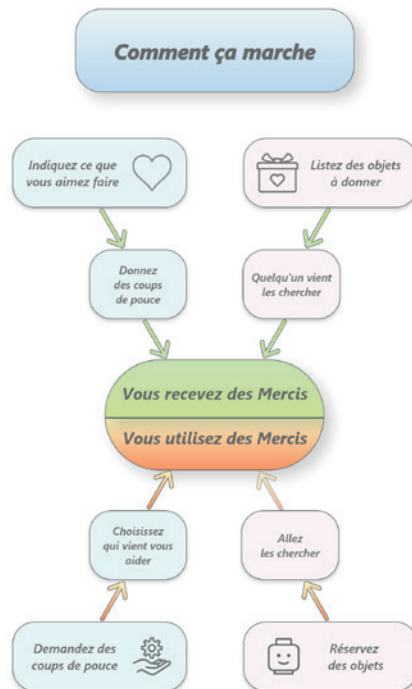 Comment ça marche
Indiquez ce que
vous aimez faire
Listez des objets
à donner
Donnez
des coups
de pouce
Quelqu'un vient
les chercher
Vous recevez des Mercis
Vous utilisez des Mercis
Choisissez
qui vient vous
aider
Allez
les chercher
Demandez des
coups de pouce
Réservez
des objets